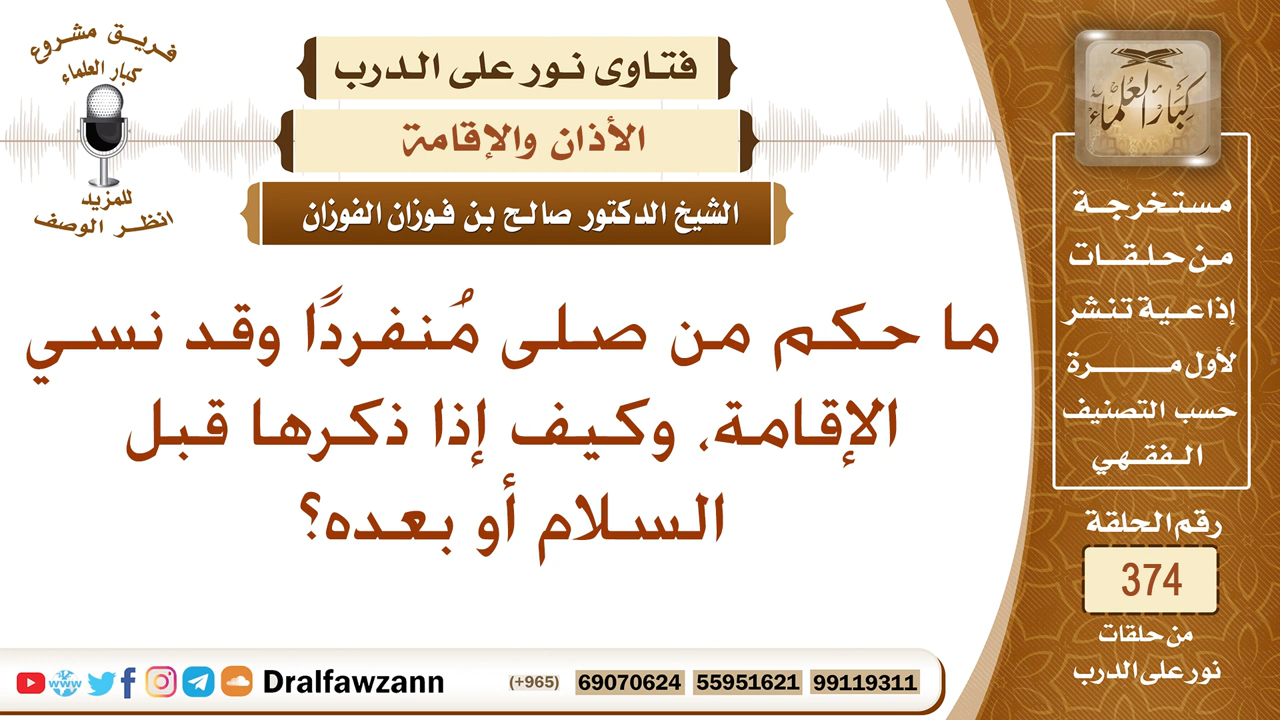 فريق مشروع
كبار العلماء
للمزيد
انظر الوصف
فتاوى نور على الدرب
الأذان والإقامة
الشيخ الدكتور صالح بن فوزان الفوزان
ما حكم من صلى مُنفردًا وقد نسي
الإقامة، وكيف إذا ذكرها قبل
السلام أو بعده؟
كبار العلماء
مستخرجة
من حلقات
إذاعية تنشر
لأول مرة
حسب التصنيف
الفقهي
رقم الحلقة
374
من حلقات
نور على الدرب
www
Dralfawzann (+965) 69070624 55951621 99119311